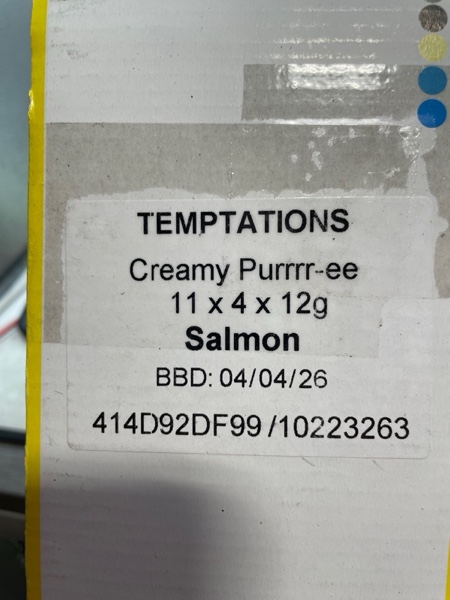 TEMPTATIONS
Creamy Purrrr-ee
11 x 4 x 12g
Salmon
BBD: 04/04/26
414D92DF99/10223263